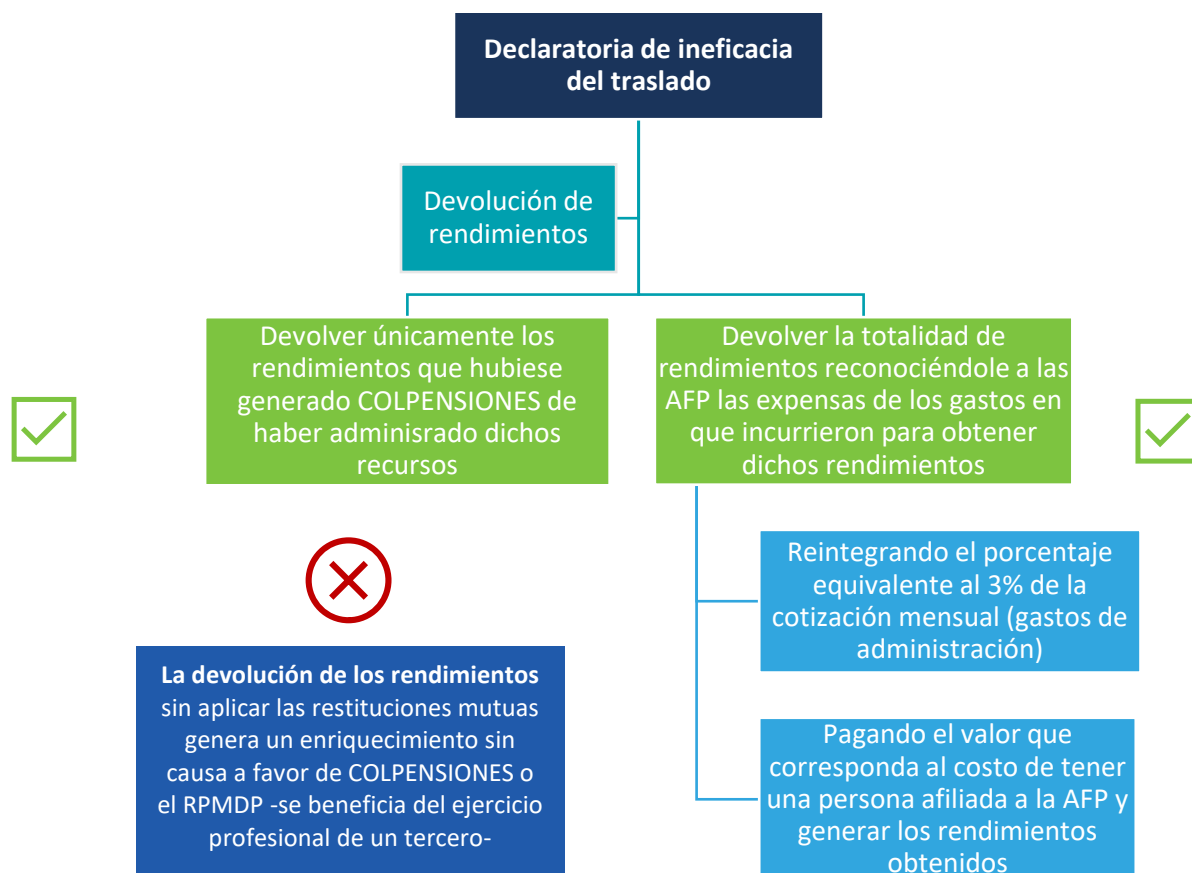 Declaratoria de ineficacia
del traslado
Devolución de
rendimientos
Devolver únicamente los
rendimientos que hubiese
generado COLPENSIONES de
haber adminisrado dichos
recursos
Devolver la totalidad de
rendimientos reconociéndole a las
AFP las expensas de los gastos en
que incurrieron para obtener
dichos rendimientos
Reintegrando el porcentaje
equivalente al 3% de la
cotización mensual (gastos de
administración)
La devolución de los rendimientos
sin aplicar las restituciones mutuas
genera un enriquecimiento sin
causa a favor de COLPENSIONES o
el RPMDP -se beneficia del ejercicio
profesional de un tercero-
Pagando el valor que
corresponda al costo de tener
una persona afiliada a la AFP y
generar los rendimientos
obtenidos